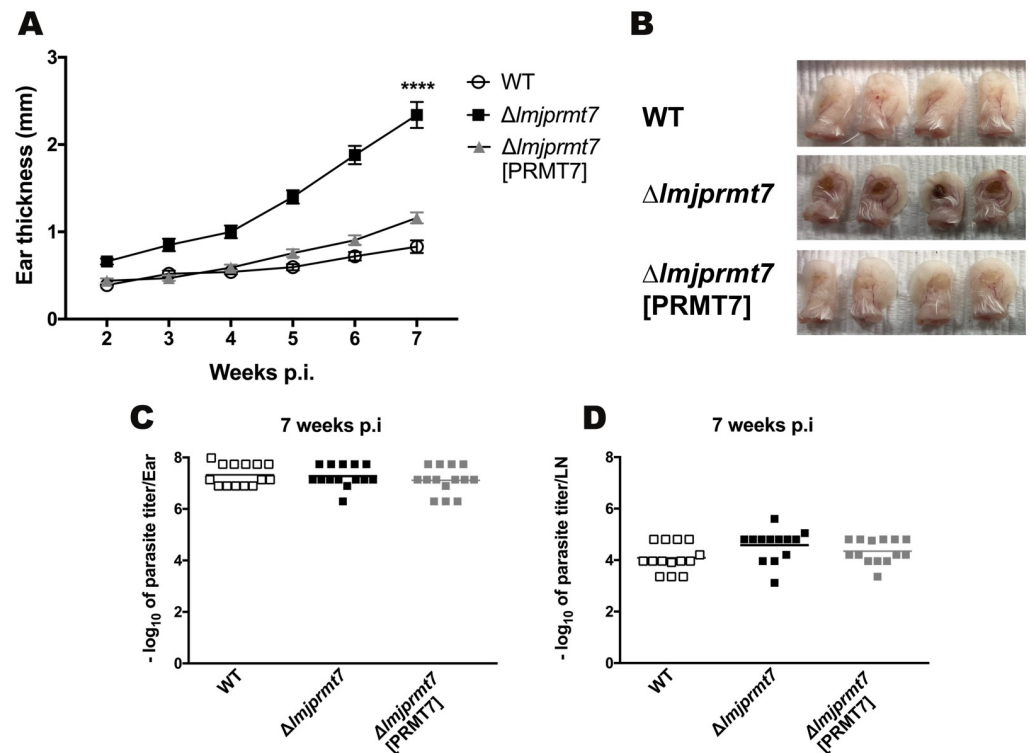 A
Ear thickness (mm)
3
2
1
0
2 3 4 5 6 7
Weeks p.i.
****
WT
Δlmjprmt7
Δlmjprmt7
[PRMT7]
B
WT
Δlmjprmt7
Δlmjprmt7
[PRMT7]
C
7 weeks p.i
- log10 of parasite titer/Ear
8
6
4
2
0
WT
Δlmjprmt7
Δlmjprmt7
[PRMT7]
D
7 weeks p.i
- log10 of parasite titer/LN
8
6
4
2
0
WT
Δlmjprmt7
Δlmjprmt7
[PRMT7]